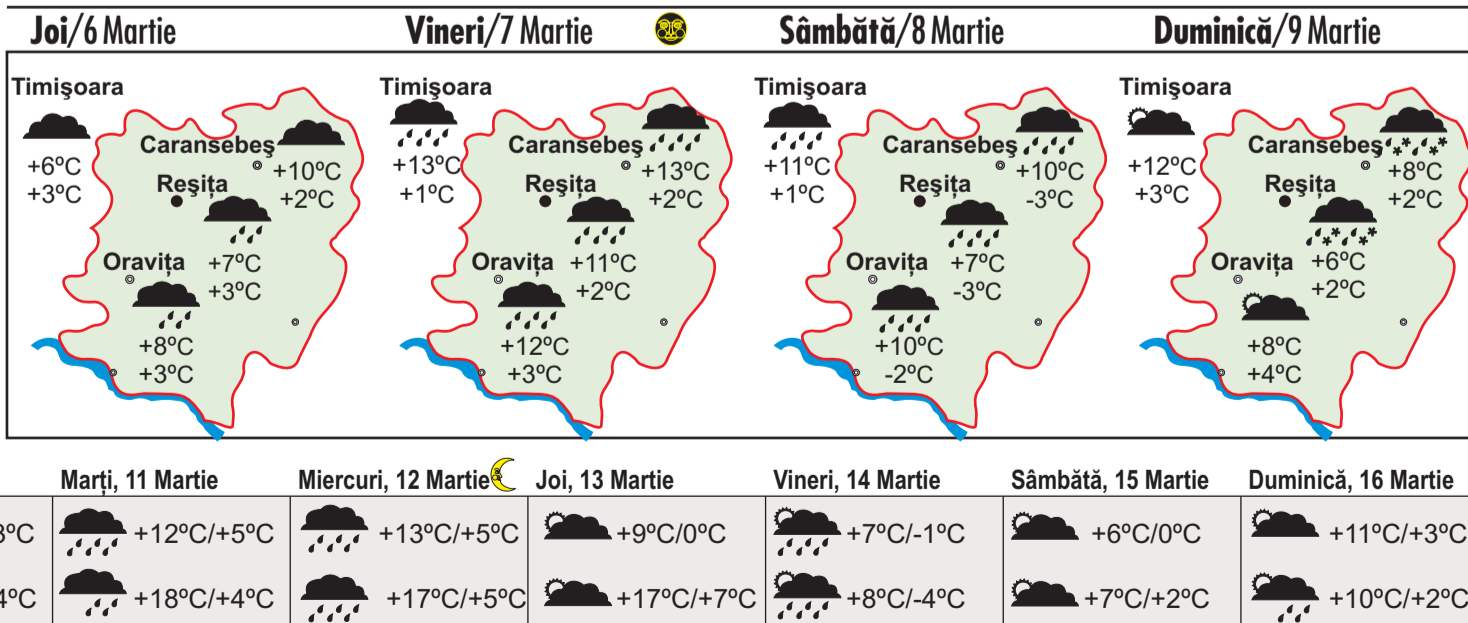 Joi/6 Martie
Timişoara
+6ºC
+3ºC
Caransebeş
+10ºC
+2ºC
Reşiţa
+7ºC
+3ºC
Oraviţa
+8ºC
+3ºC
Vineri/7 Martie
Timişoara
+13ºC
+1ºC
Caransebeş
+13ºC
+2ºC
Reşiţa
+11ºC
+2ºC
Oraviţa
+12ºC
+3ºC
Sâmbătă/8 Martie
Timişoara
+11ºC
+1ºC
Caransebeş
+10ºC
-3ºC
Reşiţa
+7ºC
-3ºC
Oraviţa
+10ºC
-2ºC
Duminică/9 Martie
Timişoara
+12ºC
+3ºC
Caransebeş
+8ºC
+2ºC
Reşiţa
+6ºC
+2ºC
Oraviţa
+8ºC
+4ºC
Marţi, 11 Martie Miercuri, 12 Martie Joi, 13 Martie Vineri, 14 Martie Sâmbătă, 15 Martie Duminică, 16 Martie
ºC +12ºC/+5ºC +13ºC/+5ºC +9ºC/0ºC +7ºC/-1ºC +6ºC/0ºC +11ºC/+3ºC
4ºC +18ºC/+4ºC +17ºC/+5ºC +17ºC/+7ºC +8ºC/-4ºC +7ºC/+2ºC +10ºC/+2ºC